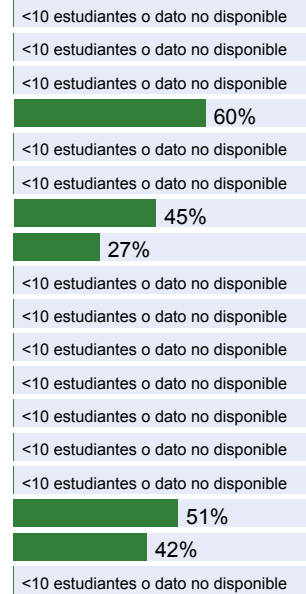 <10 estudiantes o dato no disponible
<10 estudiantes o dato no disponible
<10 estudiantes o dato no disponible
60%
<10 estudiantes o dato no disponible
<10 estudiantes o dato no disponible
45%
27%
<10 estudiantes o dato no disponible
<10 estudiantes o dato no disponible
<10 estudiantes o dato no disponible
<10 estudiantes o dato no disponible
<10 estudiantes o dato no disponible
<10 estudiantes o dato no disponible
<10 estudiantes o dato no disponible
51%
42%
<10 estudiantes o dato no disponible